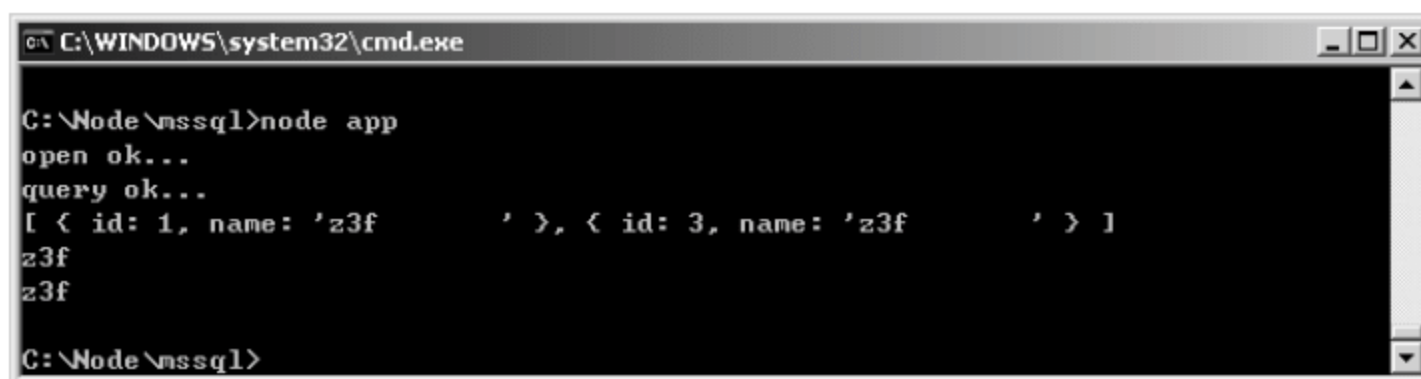 C:\WINDOWS\system32\cmd.exe
C:\Node\mssql>node app
open ok...
query ok...
[ { id: 1, name: 'z3f       ' }, { id: 3, name: 'z3f       ' } ]
z3f
z3f
C:\Node\mssql>